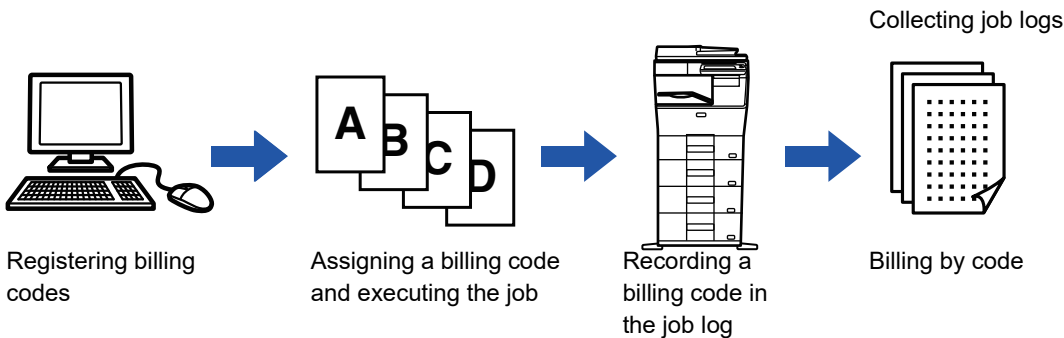 Collecting job logs
A
B
C
D
Registering billing
codes
Assigning a billing code
and executing the job
Recording a
billing code in
the job log
Billing by code